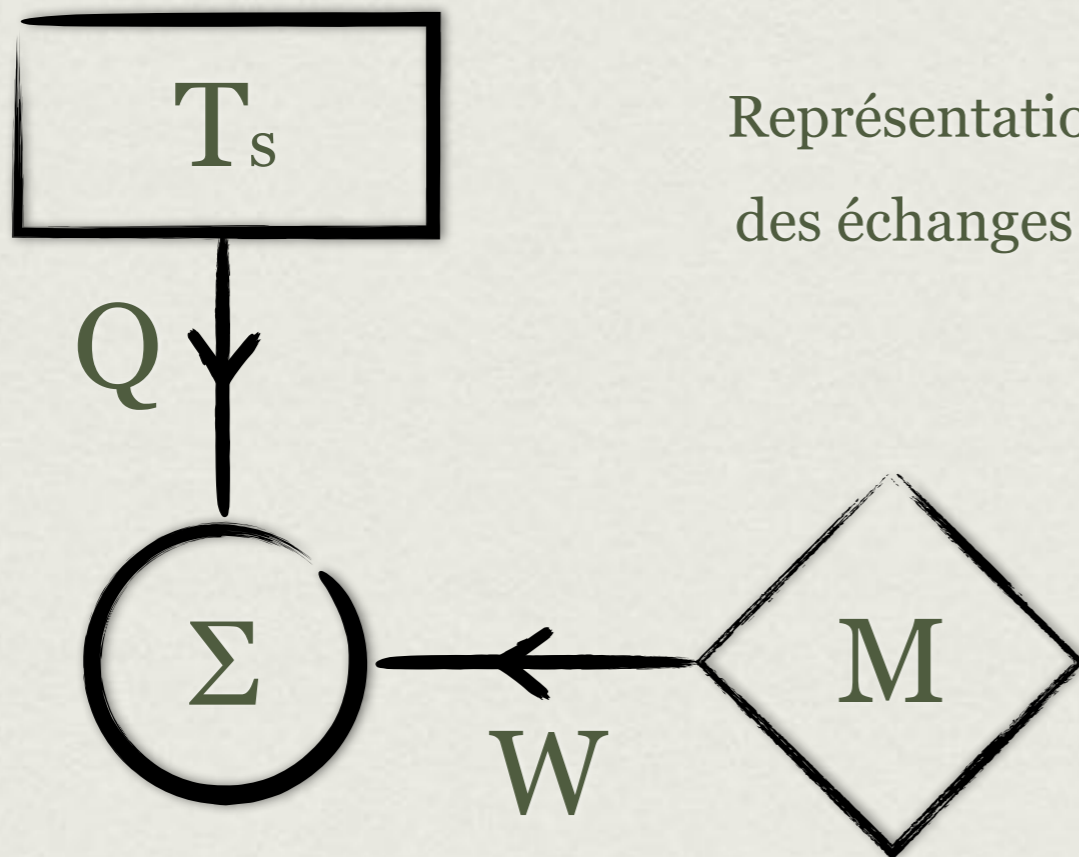 Ts
Représentatio
des échanges
Q
Σ
M
W